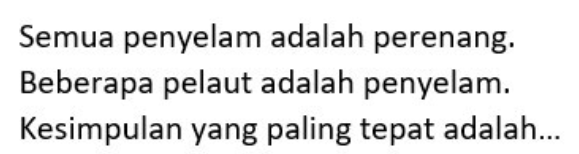 Semua penyelam adalah perenang.
Beberapa pelaut adalah penyelam.
Kesimpulan yang paling tepat adalah...